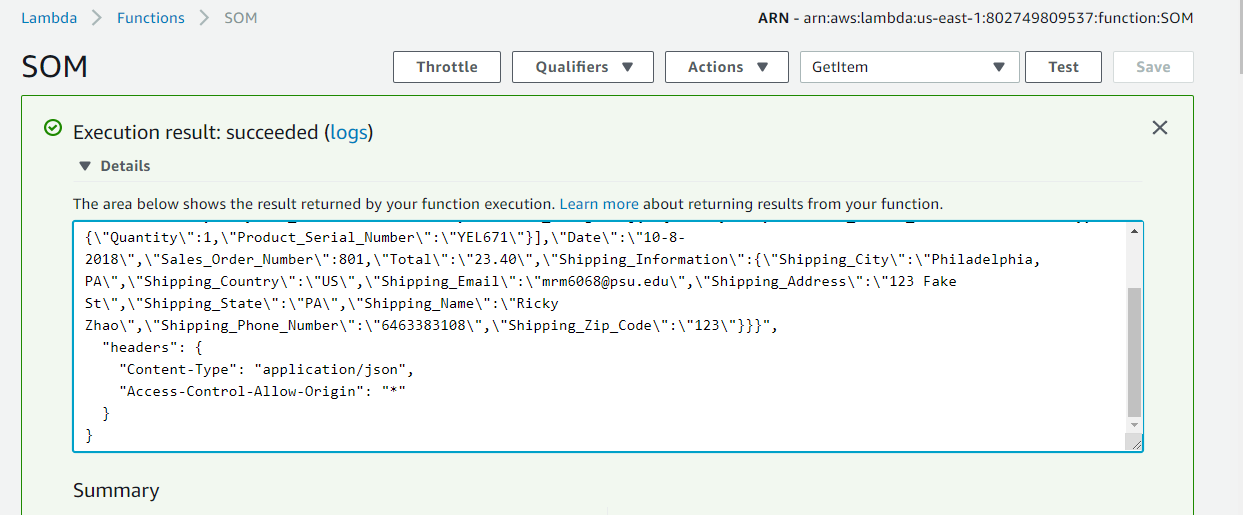 Lambda > Functions > SOM
ARN - arn:aws:lambda:us-east-1:802749809537:function:SOM
SOM
Throttle
Qualifiers
Actions
GetItem
Test
Save
Execution result: succeeded (logs)
Details
The area below shows the result returned by your function execution. Learn more about returning results from your function.
{\"Quantity\":1,\"Product_Serial_Number\":\"YEL671\"}],\"Date\":\"10-8-
2018\",\"Sales_Order_Number\":801,\"Total\":\"23.40\",\"Shipping_Information\":{\"Shipping_City\":\"Philadelphia,
PA\",\"Shipping_Country\":\"US\",\"Shipping_Email\":\"mrm6068@psu.edu\",\"Shipping_Address\":\"123 Fake
St\",\"Shipping_State\":\"PA\",\"Shipping_Name\":\"Ricky
Zhao\",\"Shipping_Phone_Number\":\"6463383108\",\"Shipping_Zip_Code\":\"123\"}}}",
"headers": {
"Content-Type": "application/json",
"Access-Control-Allow-Origin": "*"
}
}
Summary